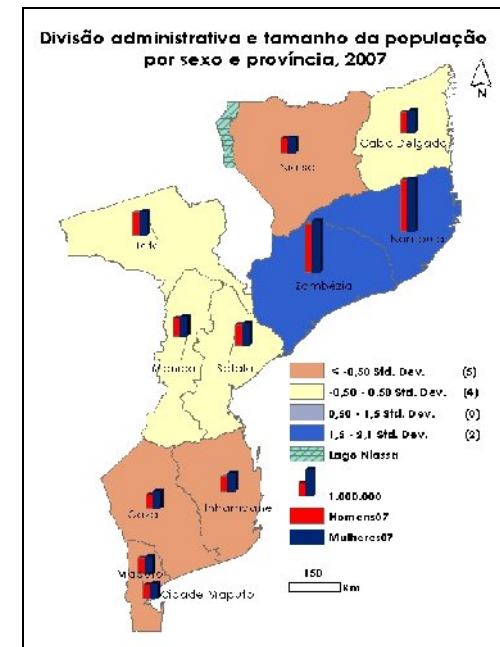 Divisão administrativa e tamanho da população
por sexo e província, 2007
N
Cabo Delgado
Niassa
Nampula
Tete
Zambézia
Manica
Sofala
< -0,50 Std. Dev. (5)
-0,50 - 0.50 Std. Dev. (4)
0,50 - 1,5 Std. Dev. (0)
1,5 - 2,1 Std. Dev. (2)
Lago Niassa
1.000.000
Homens07
Mulheres07
Gaza
Inhambane
Maputo
Cidade Maputo
150
Km